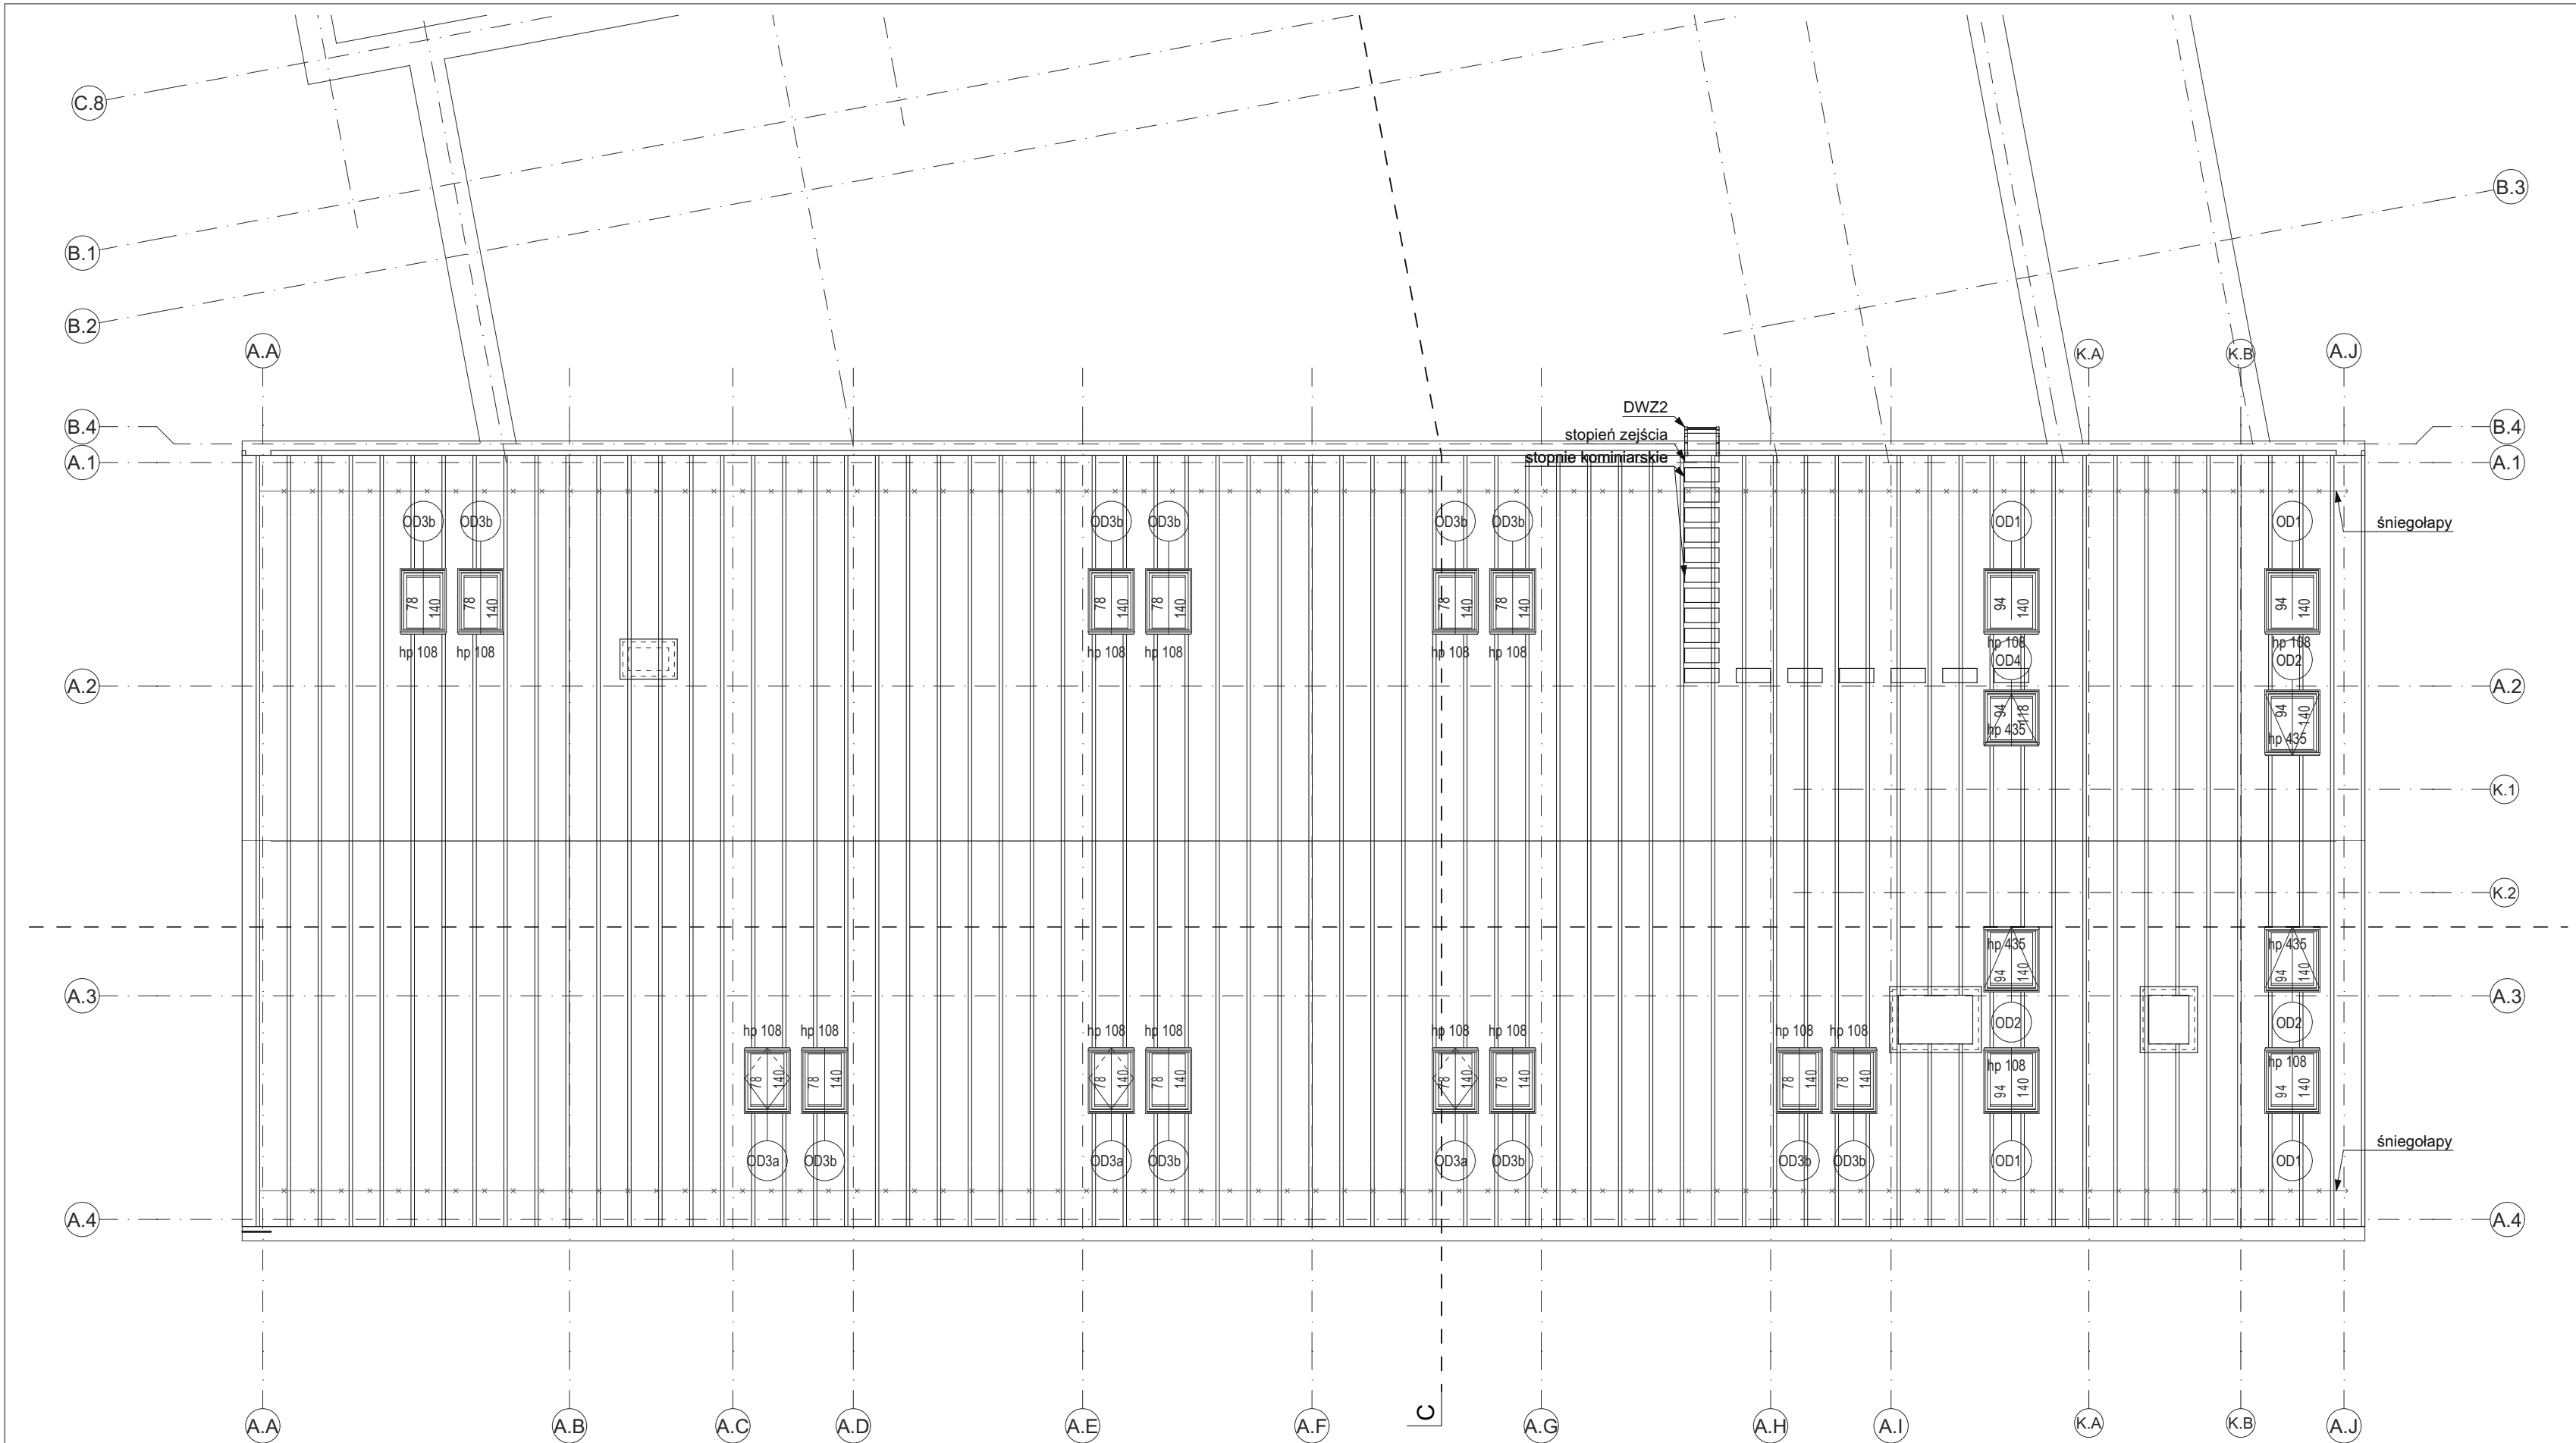 C.8
B.3
B.1
B.2
A.A
K.A
K.B
A.J
DWZ2
B.4
B.4
stopień zejścia
A.1
stopnie kominiarskie
A.1
OD3b
OD3b
OD3b
OD3b
OD3b
OD3b
OD1
OD1
śniegołapy
78 140
78 140
78 140
78 140
78 140
78 140
94 140
94 140
hp 108
hp 108
hp 108
hp 108
hp 108
hp 108
hp 108
hp 108
OD4
OD2
A.2
A.2
94 118
94 140
hp 435
hp 435
K.1
K.2
hp 435
hp 435
94 140
94 140
A.3
A.3
OD2
OD2
hp 108
hp 108
hp 108
hp 108
hp 108
hp 108
hp 108
hp 108
hp 108
hp 108
78 140
78 140
78 140
78 140
78 140
78 140
78 140
78 140
94 140
94 140
OD3a
OD3b
OD3a
OD3b
OD3a
OD3b
OD3b
OD3b
OD1
OD1
śniegołapy
A.4
A.4
C
A.A
A.B
A.C
A.D
A.E
A.F
A.G
A.H
A.I
K.A
K.B
A.J